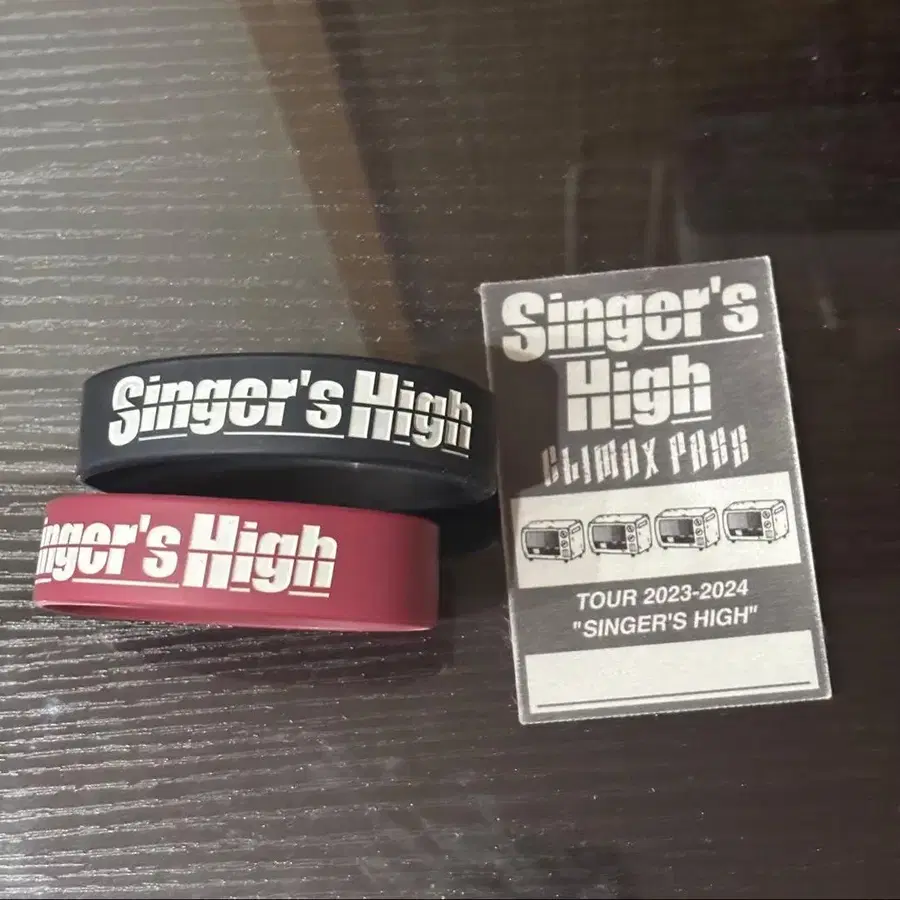 Singer's High
inger's High
Singer's
High
CLIMAX PASS
TOUR 2023-2024
"SINGER'S HIGH"